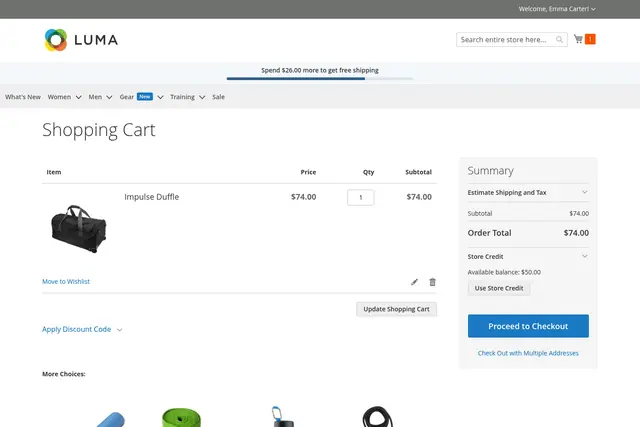 Welcome, Emma Carter!
LUMA
Search entire store here...
1
Spend $26.00 more to get free shipping
What's New Women Men Gear New Training Sale
Shopping Cart
Item Price Qty Subtotal
Impulse Duffle $74.00 1 $74.00
Move to Wishlist
Update Shopping Cart
Apply Discount Code
Summary
Estimate Shipping and Tax
Subtotal $74.00
Order Total $74.00
Store Credit
Available balance: $50.00
Use Store Credit
Proceed to Checkout
Check Out with Multiple Addresses
More Choices: